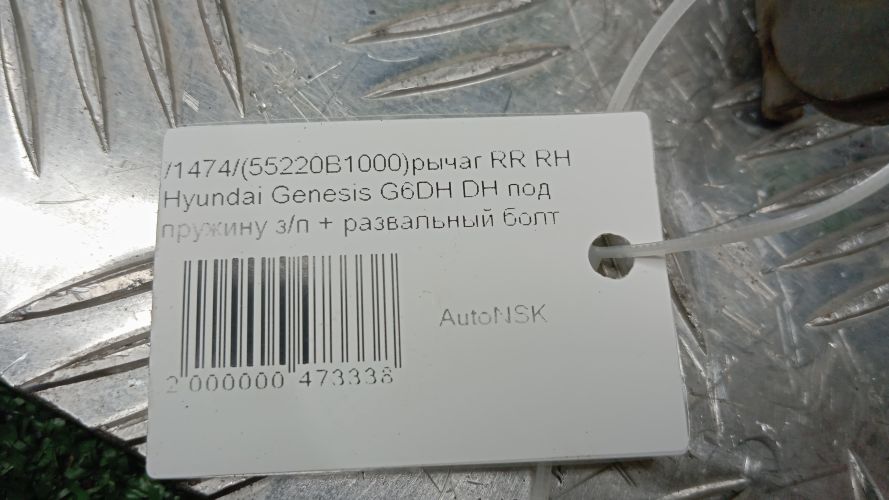 /1474/(55220B1000)рычаг RR RH
Hyundai Genesis G6DH DH под
пружину з/п + развальный болт
AutoNSK
2 000000 473338